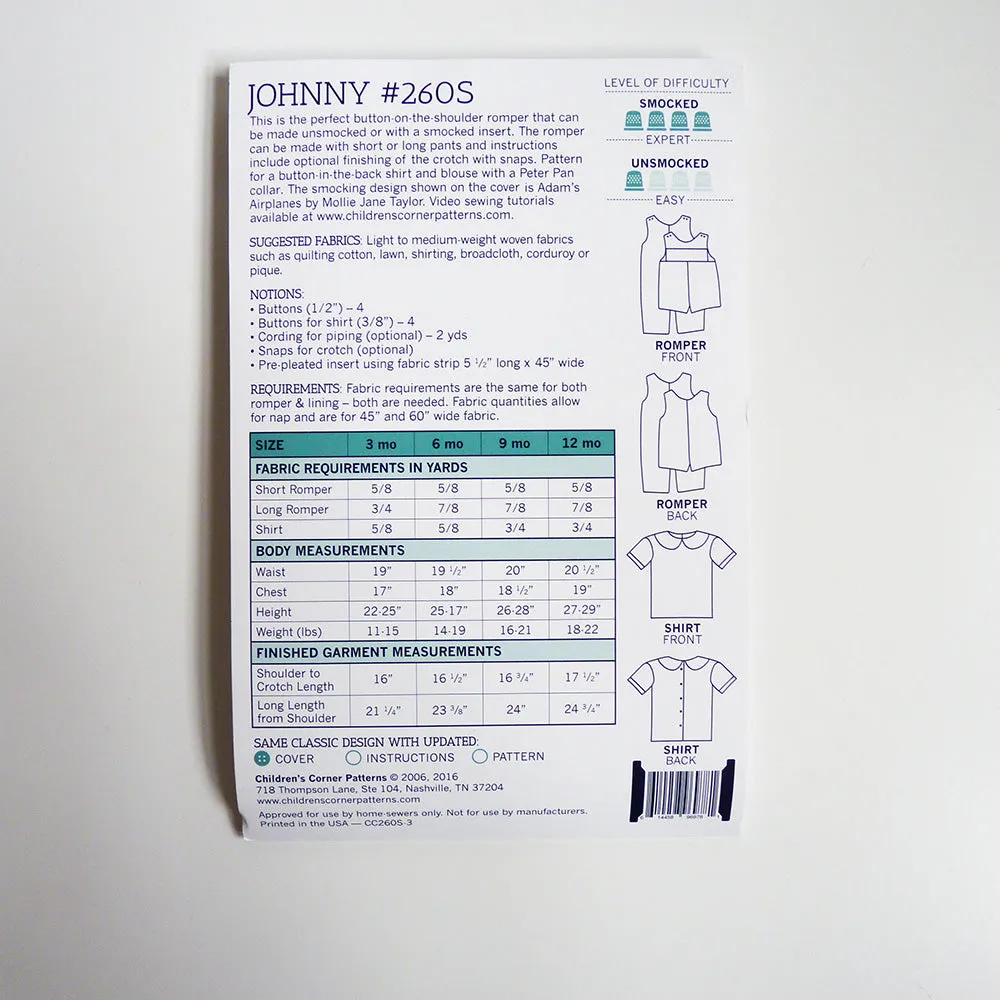 JOHNNY #260S
This is the perfect button-on-the-shoulder romper that can
be made unsmocked or with a smocked insert. The romper
can be made with short or long pants and instructions
include optional finishing of the crotch with snaps. Pattern
for a button-in-the-back shirt and blouse with a Peter Pan
collar. The smocking design shown on the cover is Adam's
Airplanes by Mollie Jane Taylor. Video sewing tutorials
available at www.childrenscornerpatterns.com.
SUGGESTED FABRICS: Light to medium-weight woven fabrics
such as quilting cotton, lawn, shirting, broadcloth, corduroy or
pique.
NOTIONS:
• Buttons (1/2") – 4
• Buttons for shirt (3/8") – 4
• Cording for piping (optional) – 2 yds
• Snaps for crotch (optional)
• Pre-pleated insert using fabric strip 5 1/2" long x 45" wide
REQUIREMENTS: Fabric requirements are the same for both
romper & lining – both are needed. Fabric quantities allow
for nap and are for 45" and 60" wide fabric.
SIZE 3 mo 6 mo 9 mo 12 mo
FABRIC REQUIREMENTS IN YARDS
Short Romper 5/8 5/8 5/8 5/8
Long Romper 3/4 7/8 7/8 7/8
Shirt 5/8 5/8 3/4 3/4
BODY MEASUREMENTS
Waist 19" 19 1/2" 20" 20 1/2"
Chest 17" 18" 18 1/2" 19"
Height 22-25" 25-17" 26-28" 27-29"
Weight (lbs) 11-15 14-19 16-21 18-22
FINISHED GARMENT MEASUREMENTS
Shoulder to
Crotch Length 16" 16 1/2" 16 3/4" 17 1/2"
Long Length
from Shoulder 21 1/4" 23 3/8" 24" 24 3/4"
SAME CLASSIC DESIGN WITH UPDATED:
COVER INSTRUCTIONS PATTERN
Children's Corner Patterns © 2006, 2016
718 Thompson Lane, Ste 104, Nashville, TN 37204
www.childrenscornerpatterns.com
Approved for use by home-sewers only. Not for use by manufacturers.
Printed in the USA — CC260S-3
LEVEL OF DIFFICULTY
SMOCKED
EXPERT
UNSMOCKED
EASY
ROMPER
FRONT
ROMPER
BACK
SHIRT
FRONT
SHIRT
BACK